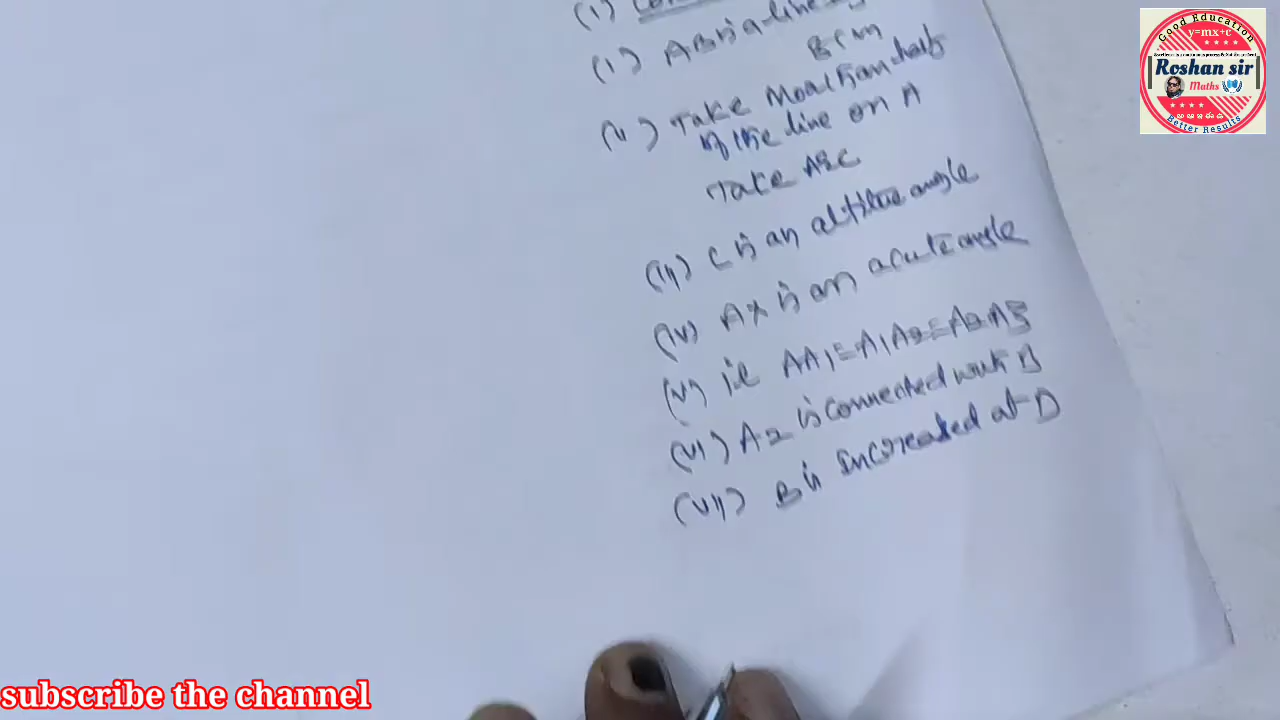 (i)
(i) AB is a line
8 cm
Take More than half
of the line on A
Take ABC
(iii) C is an altitue angle
(iv) AX is an acute angle
(v) i.e AA1 = A1A2 = A2A3
(vi) A2 is connected with B
(vii) B is increased at D
Good Education
y=mx+c
Roshan sir
Maths
Better Results
subscribe the channel